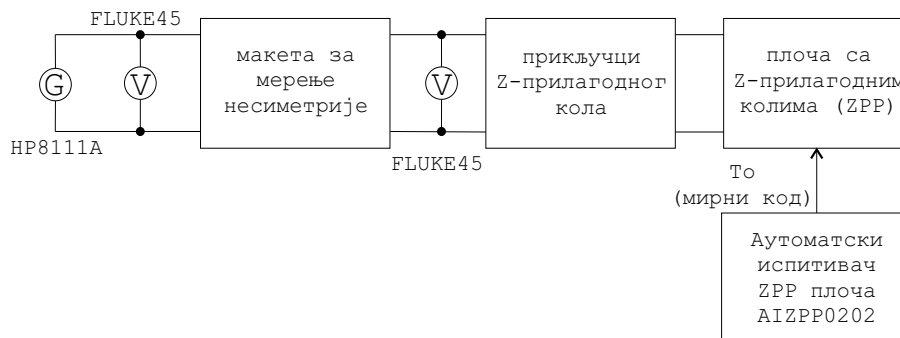 FLUKE45
G
V
HP8111A
макета за
мерење
несиметрије
V
FLUKE45
прикључци
Z-прилагодног
кола
плоча са
Z-прилагодним
колима (ZPP)
То
(мирни код)
Аутоматски
испитивач
ZPP плоча
AIZPP0202